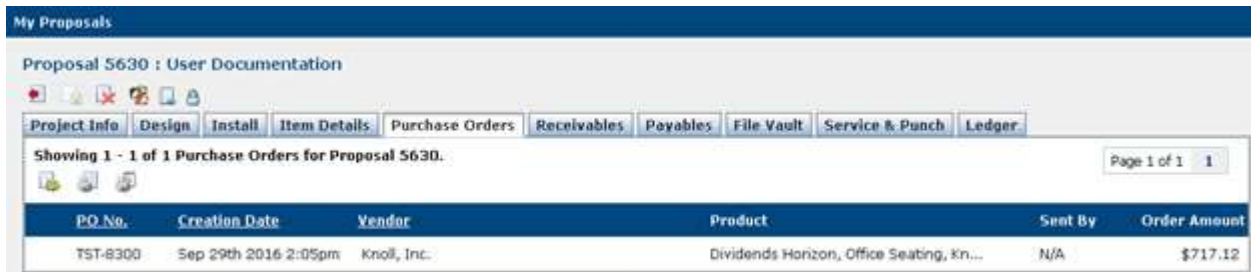 My Proposals
Proposal 5630 : User Documentation
Project Info Design Install Item Details Purchase Orders Receivables Payables File Vault Service & Punch Ledger
Showing 1 - 1 of 1 Purchase Orders for Proposal 5630.
Page 1 of 1 1
PO No. Creation Date Vendor Product Sent By Order Amount
TST-8300 Sep 29th 2016 2:05pm Knoll, Inc. Dividends Horizon, Office Seating, Kn... N/A $717.12